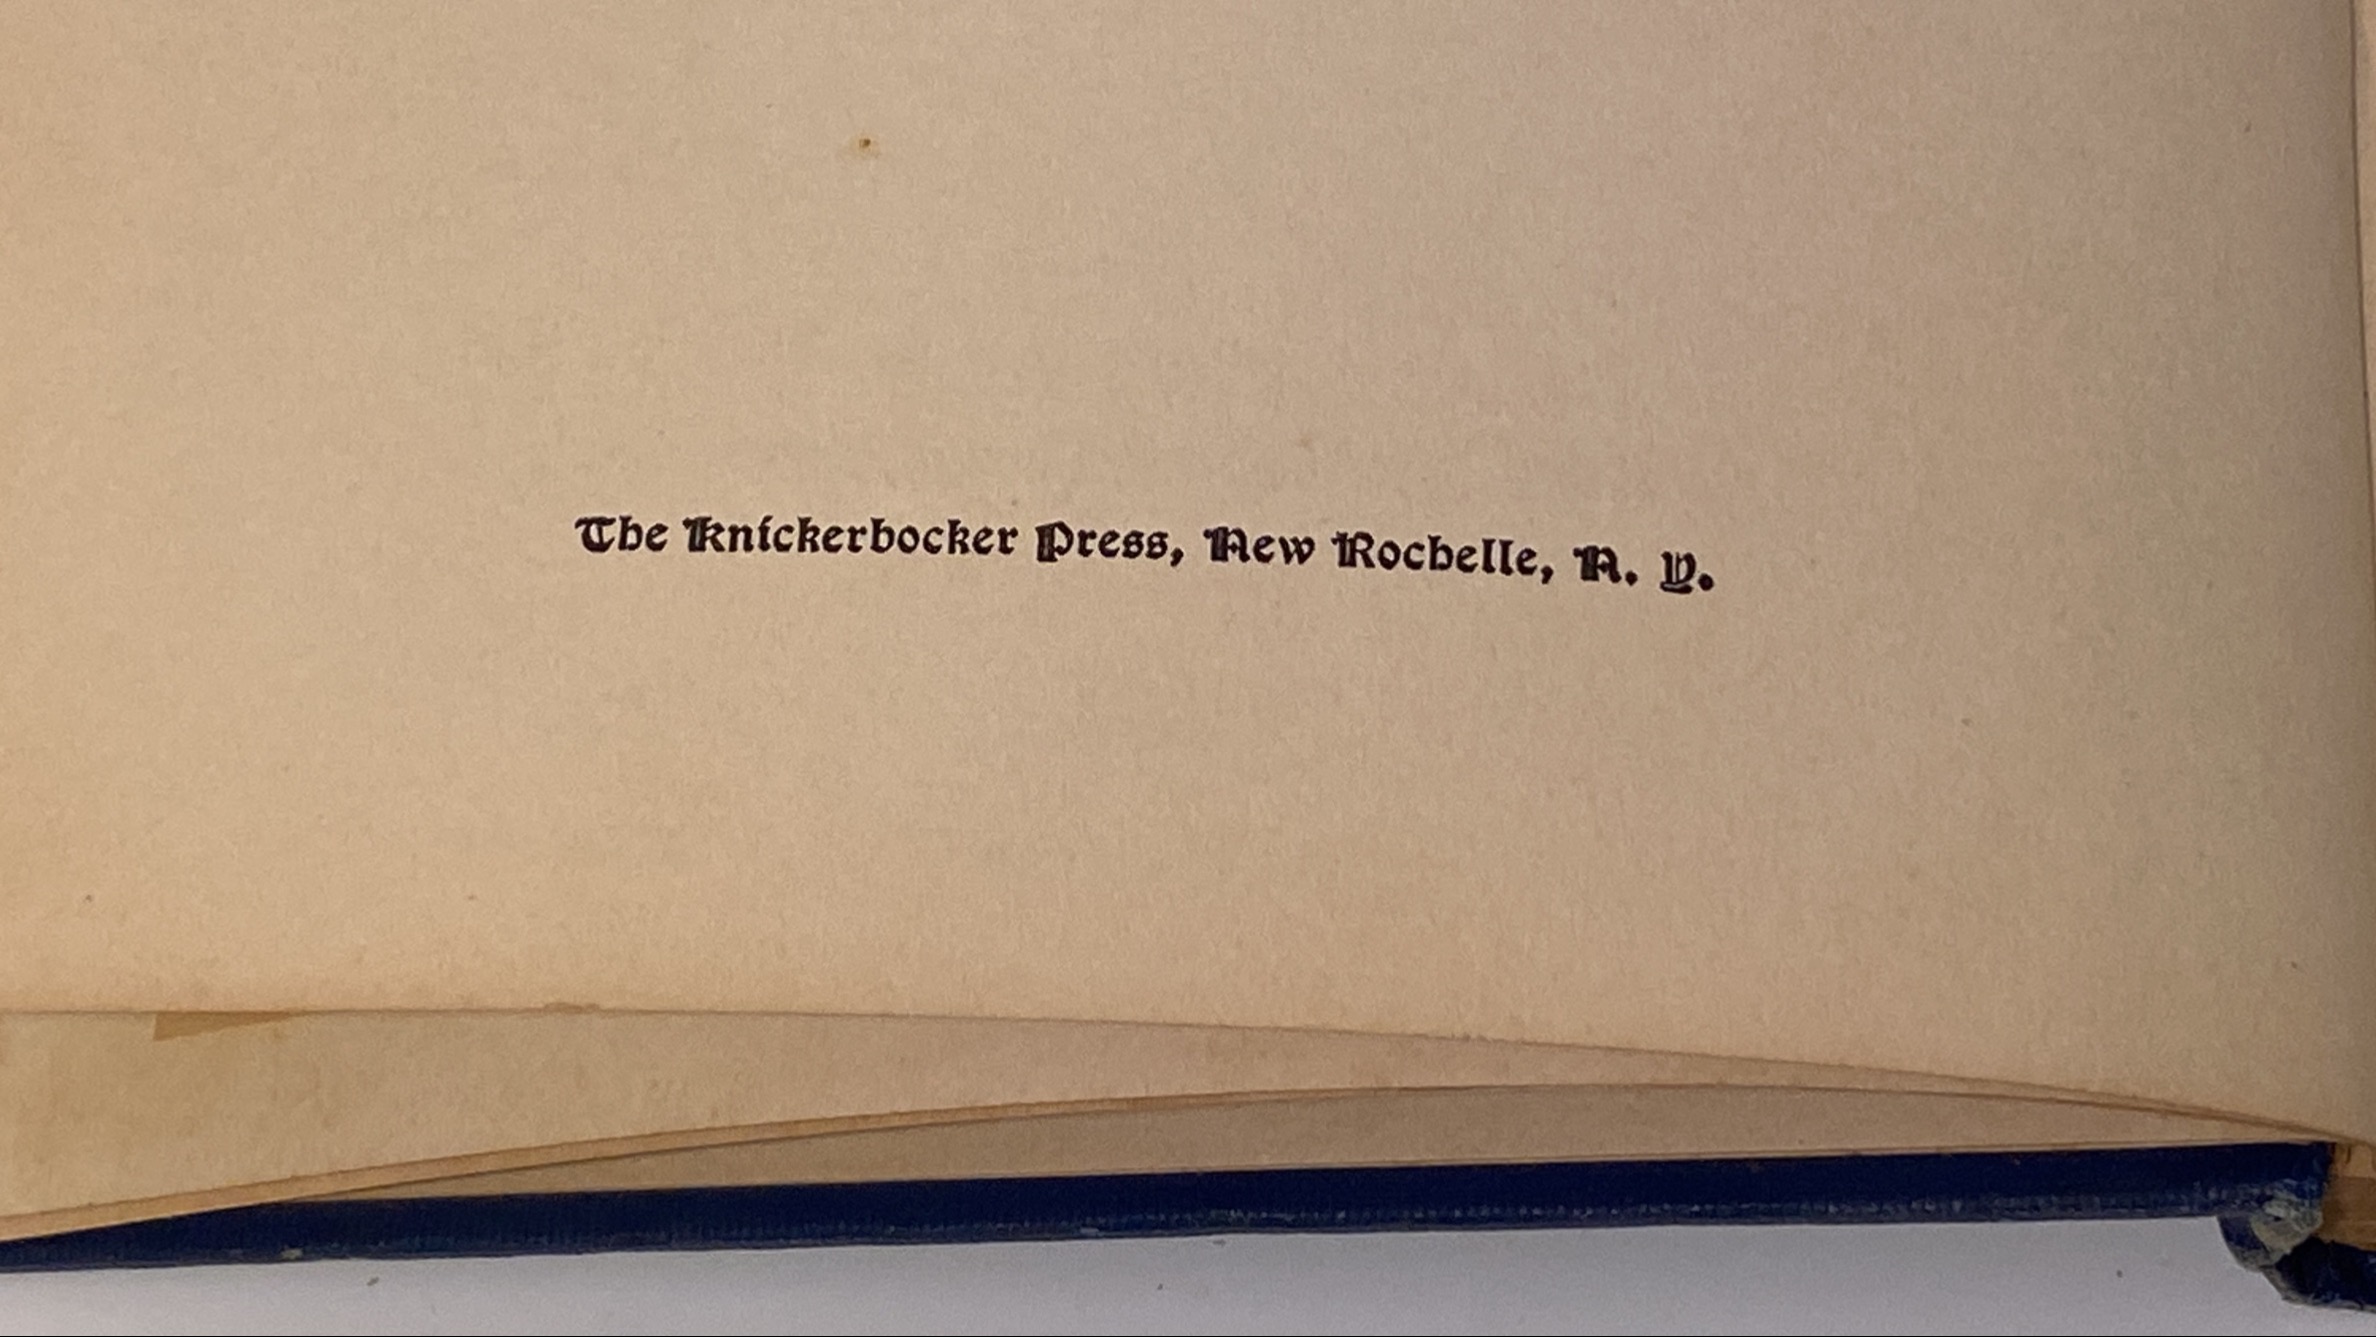 The Knickerbocker Press, New Rochelle, N. Y.